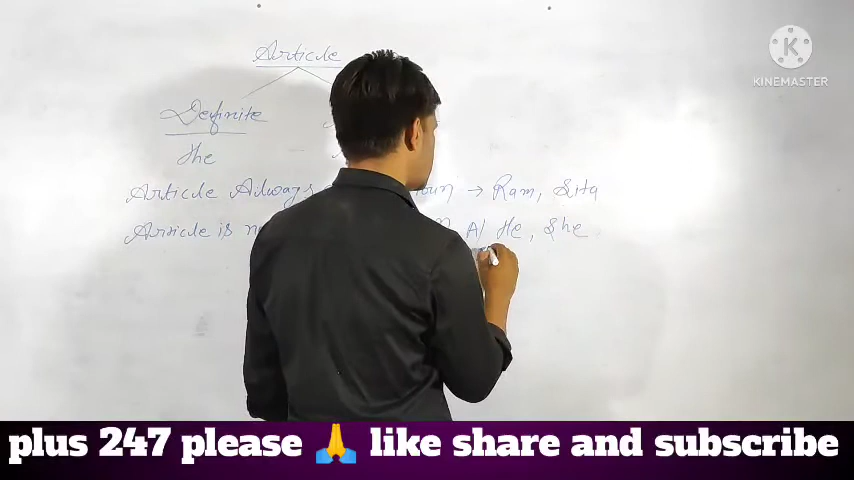 Article
KINEMASTER
Definite
The
Article Always noun → Ram, Sita
Article is A/ He, She
plus 247 please 🙏 like share and subscribe